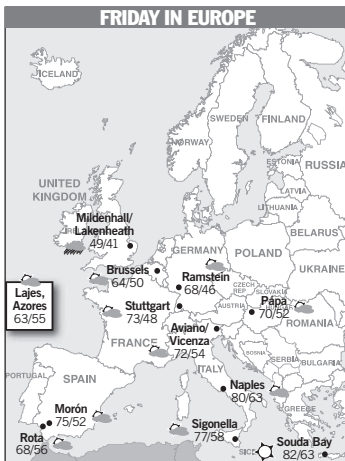 FRIDAY IN EUROPE
ICELAND
SWEDEN
FINLAND
NORWAY
ESTONIA
RUSSIA
LATVIA
LITHUANIA
UNITED
KINGDOM
BELARUS
Mildenhall/
Lakenheath
49/41
GERMANY
POLAND
UKRAINE
Brussels
64/50
Ramstein
68/46
CZECH
REP
SLOVAKIA
Lajes,
Azores
63/55
Stuttgart
73/48
AUSTRIA
Pápa
70/52
ROMANIA
FRANCE
Aviano/
Vicenza
72/54
BOSNIA
SERBIA
BULGARIA
ITALY
PORTUGAL
SPAIN
Naples
80/63
GREECE
Morón
75/52
Rota
68/56
Sigonella
77/58
Souda Bay
82/63